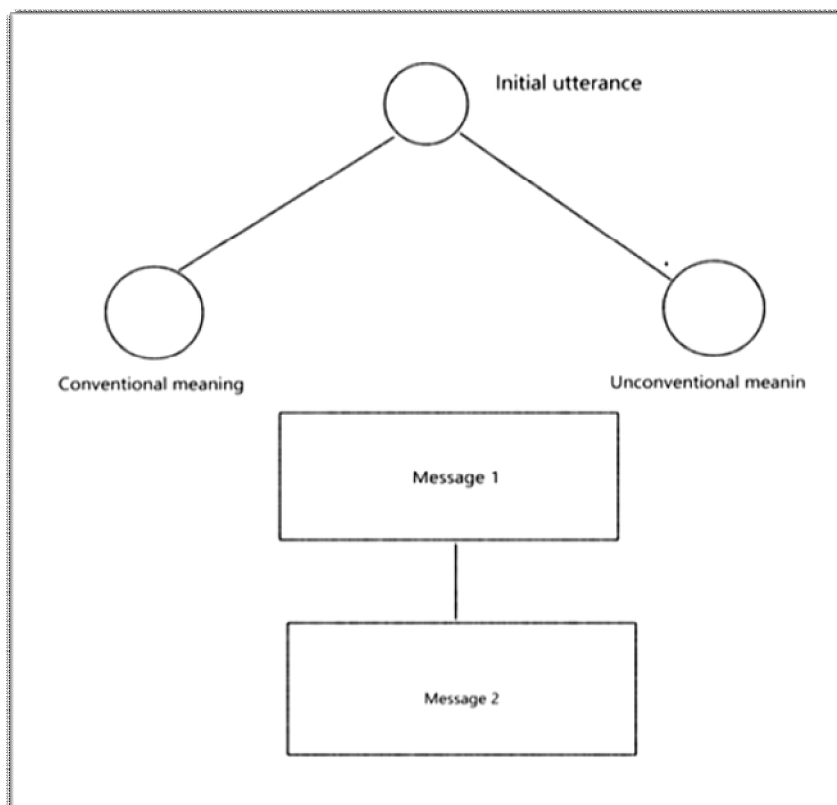 Initial utterance
Conventional meaning
Unconventional meanin
Message 1
Message 2